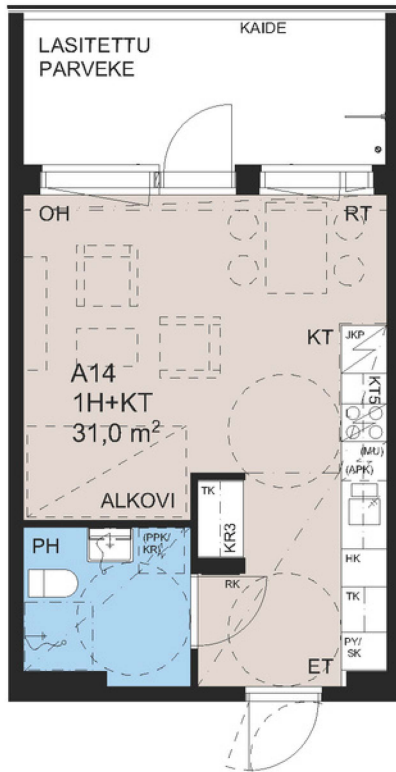 KAIDE
LASITETTU
PARVEKE
OH
RT
KT
JKP
KT5
A14
1H+KT
31,0 m²
(MU)
(APK)
ALKOVI
TK
KR3
PH
(PPK/
KR)
HK
RK
TK
PY/
SK
ET